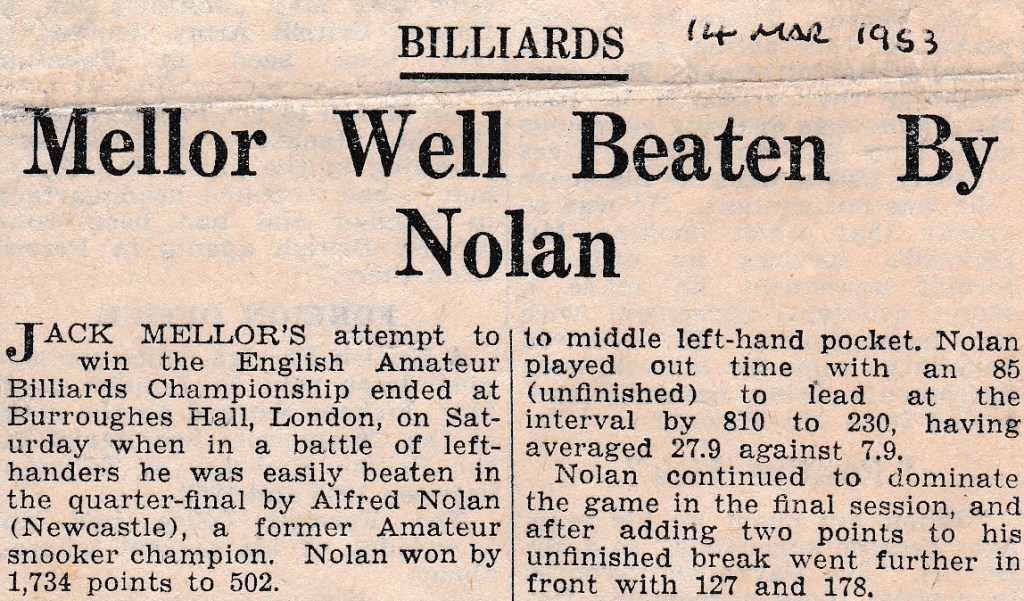 BILLIARDS
14 MAR 1953
Mellor Well Beaten By
Nolan
JACK MELLOR'S attempt to
win the English Amateur
Billiards Championship ended at
Burroughes Hall, London, on Sat-
urday when in a battle of left-
handers he was easily beaten in
the quarter-final by Alfred Nolan
(Newcastle), a former Amateur
snooker champion. Nolan won by
1,734 points to 502.
to middle left-hand pocket. Nolan
played out time with an 85
(unfinished) to lead at the
interval by 810 to 230, having
averaged 27.9 against 7.9.
Nolan continued to dominate
the game in the final session, and
after adding two points to his
unfinished break went further in
front with 127 and 178.